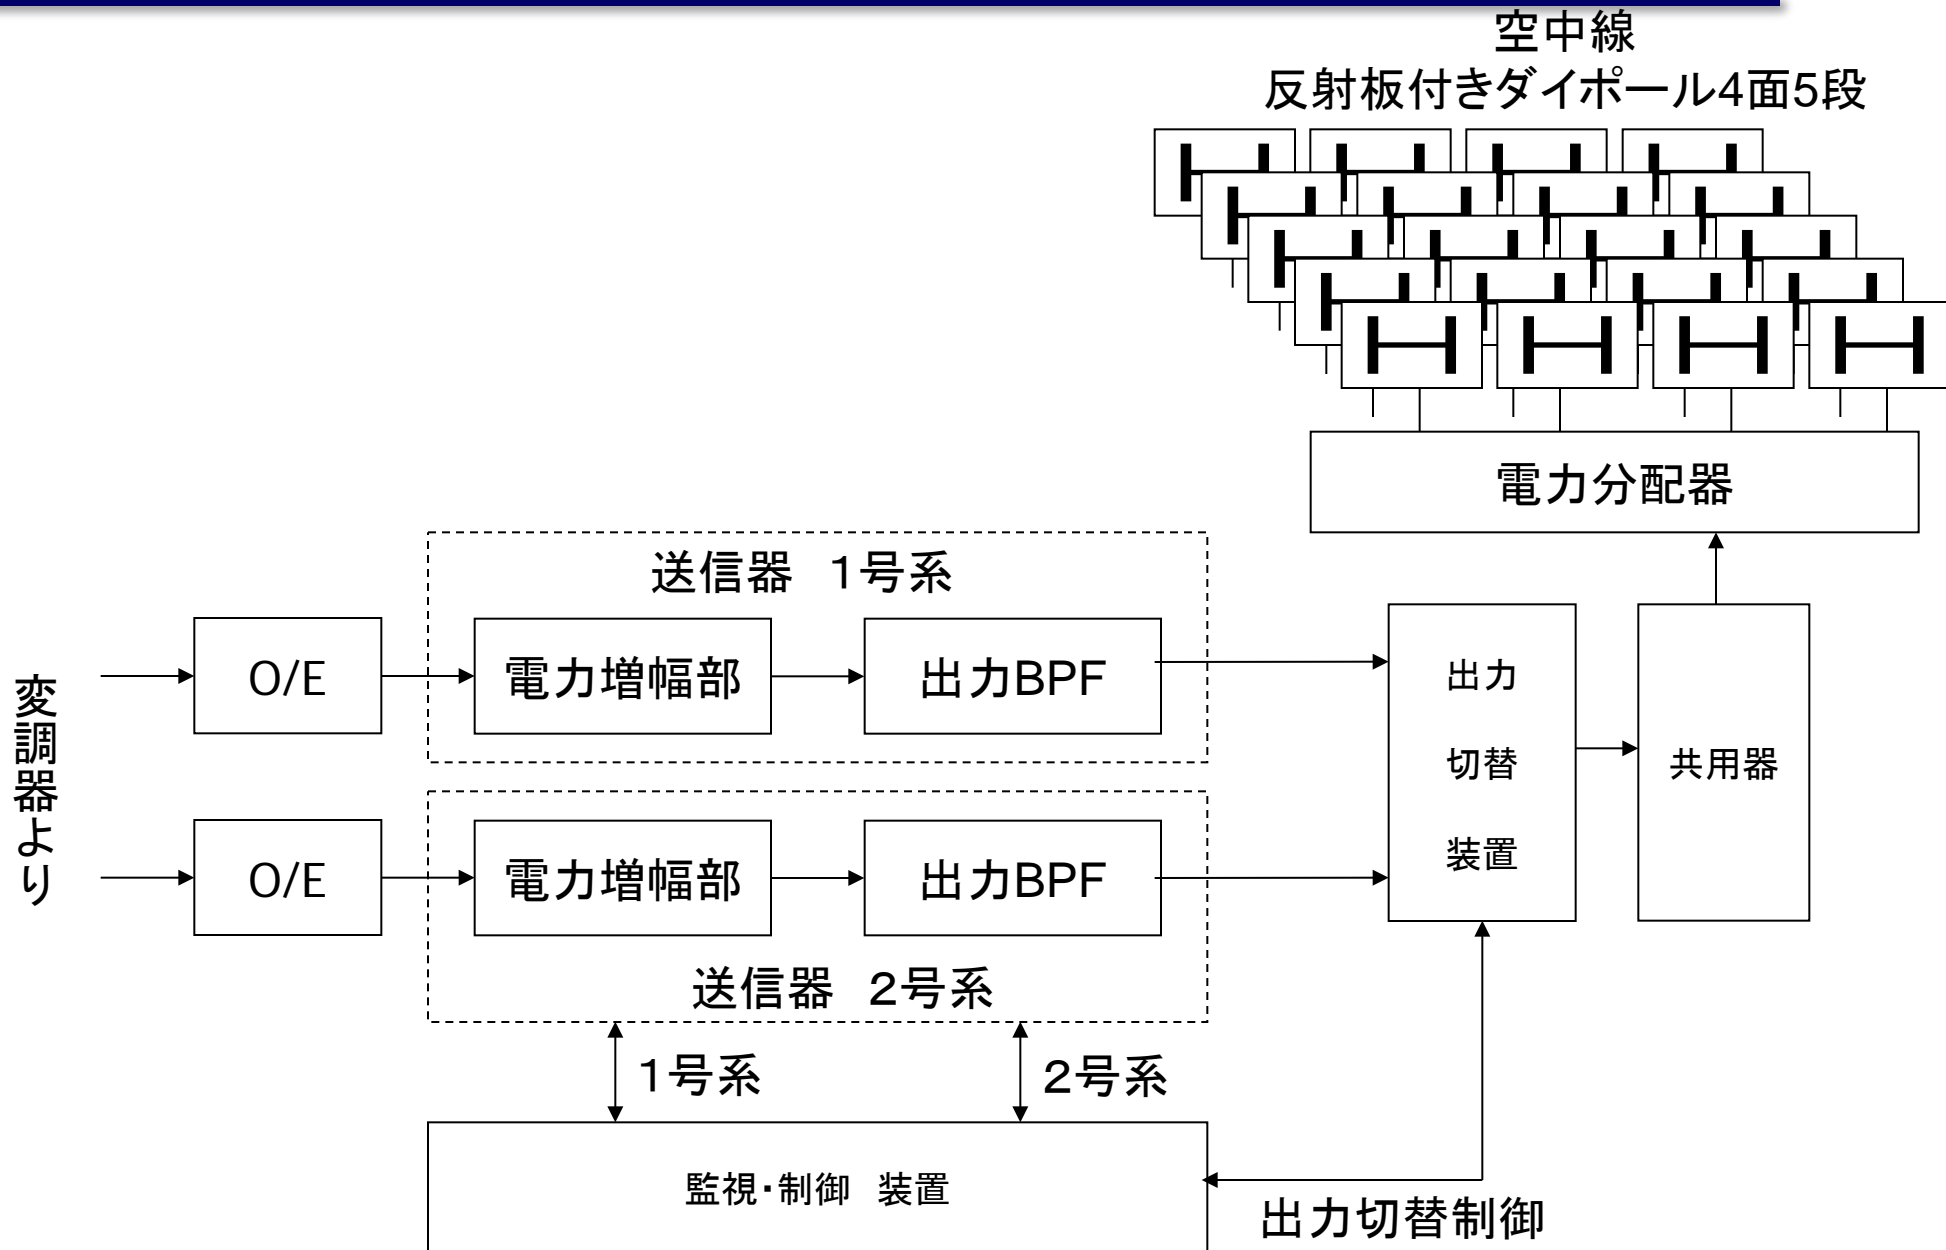 空中線
反射板付きダイポール4面5段
電力分配器
送信器　1号系
O/E
電力増幅部
出力BPF
出力
切替
装置
共用器
変調器より
O/E
電力増幅部
出力BPF
送信器　2号系
1号系
2号系
監視・制御　装置
出力切替制御